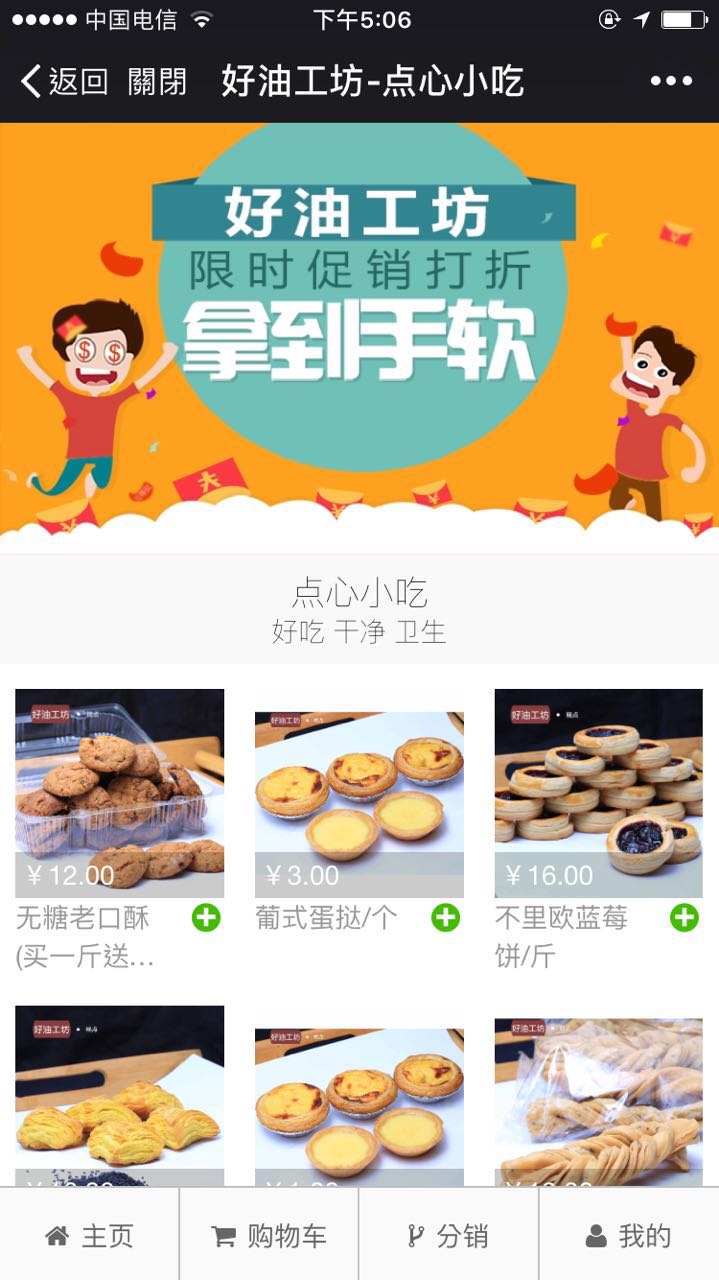 中国电信
下午5:06
返回 關閉 好油工坊-点心小吃
好油工坊
限时促销打折
拿到手软
大
¥
¥
¥
¥
¥
$ $
点心小吃
好吃 干净 卫生
好油工坊 • 糕点
好油工坊 • 糕点
好油工坊 • 糕点
¥12.00
¥3.00
¥16.00
无糖老口酥
(买一斤送...
葡式蛋挞/个
不里欧蓝莓
饼/斤
好油工坊 • 糕点
好油工坊 • 糕点
好油工坊
主页
购物车
分销
我的